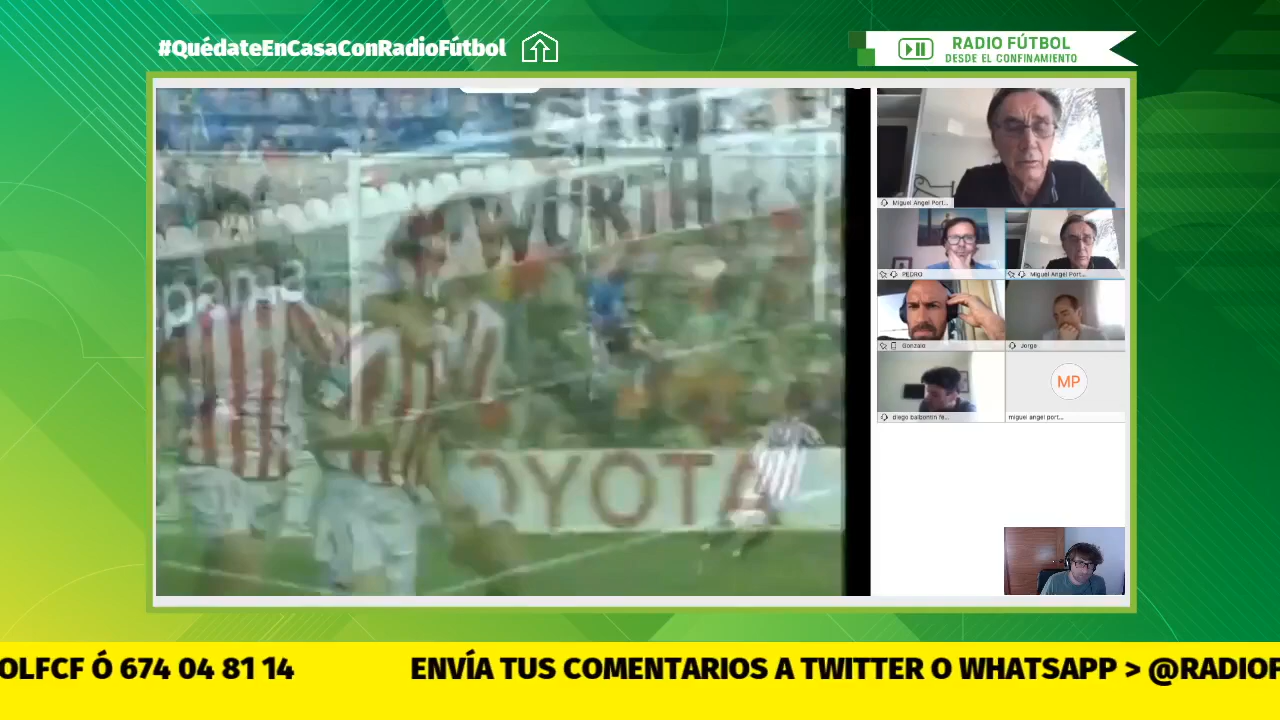 #QuédateEnCasaConRadioFútbol
RADIO FÚTBOL
DESDE EL CONFINAMIENTO
WÜRTH
TOYOTA
Miguel Angel Port...
PEDRO
Miguel Angel Port...
Gonzalo
Jorge
diego balbontin fe...
MP
miguel angel port...
OLFCF Ó 674 04 81 14
ENVÍA TUS COMENTARIOS A TWITTER O WHATSAPP > @RADIOF